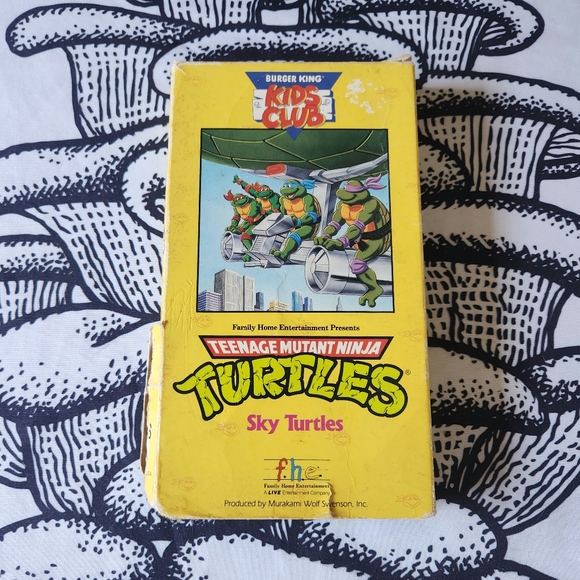 BURGER KING
KIDS
CLUB
Family Home Entertainment Presents
TEENAGE MUTANT NINJA
TURTLES®
Sky Turtles
f.h.e.
Family Home Entertainment
A LIVE Entertainment Company
Produced by Murakami Wolf Swenson, Inc.